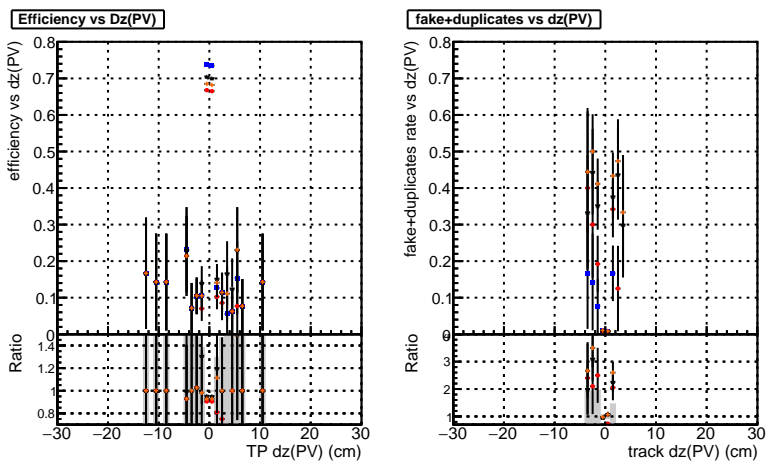 Efficiency vs Dz(PV)
efficiency vs dz(PV)
0.8
0.7
0.6
0.5
0.4
0.3
0.2
0.1
0
Ratio
1.4
1.2
1
0.8
−30 −20 −10 0 10 20 30
TP dz(PV) (cm)
fake+duplicates vs dz(PV)
fake+duplicates rate vs dz(PV)
0.8
0.7
0.6
0.5
0.4
0.3
0.2
0.1
0
Ratio
3
2
1
−30 −20 −10 0 10 20 30
track dz(PV) (cm)